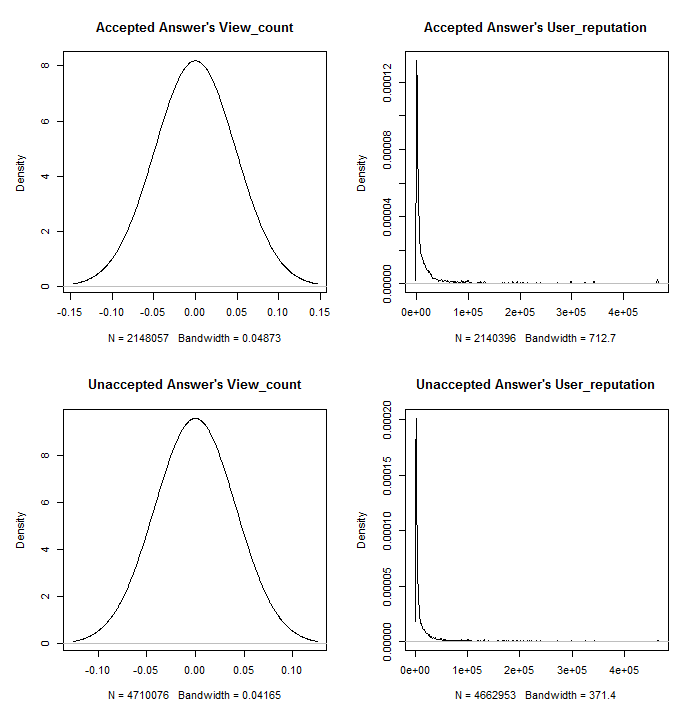 Accepted Answer's View_count
Density
0
2
4
6
8
-0.15
-0.10
-0.05
0.00
0.05
0.10
0.15
N = 2148057 Bandwidth = 0.04873
Accepted Answer's User_reputation
Density
0.00000
0.00004
0.00008
0.00012
0e+00
1e+05
2e+05
3e+05
4e+05
N = 2140396 Bandwidth = 712.7
Unaccepted Answer's View_count
Density
0
2
4
6
8
-0.10
-0.05
0.00
0.05
0.10
N = 4710076 Bandwidth = 0.04165
Unaccepted Answer's User_reputation
Density
0.00000
0.00005
0.00010
0.00015
0.00020
0e+00
1e+05
2e+05
3e+05
4e+05
N = 4662953 Bandwidth = 371.4